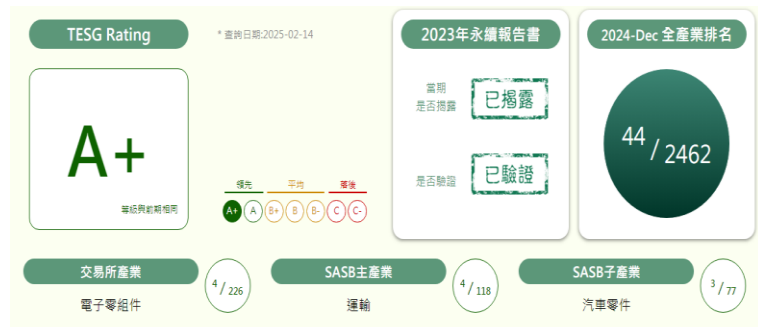 TESG Rating
* 查詢日期:2025-02-14
A+
等級與前期相同
領先 平均 落後
A+ A B+ B B- C C-
2023年永續報告書
當期
是否揭露
已揭露
是否驗證
已驗證
2024-Dec 全產業排名
44 / 2462
交易所產業
電子零組件
4 / 226
SASB主產業
運輸
4 / 118
SASB子產業
汽車零件
3 / 77